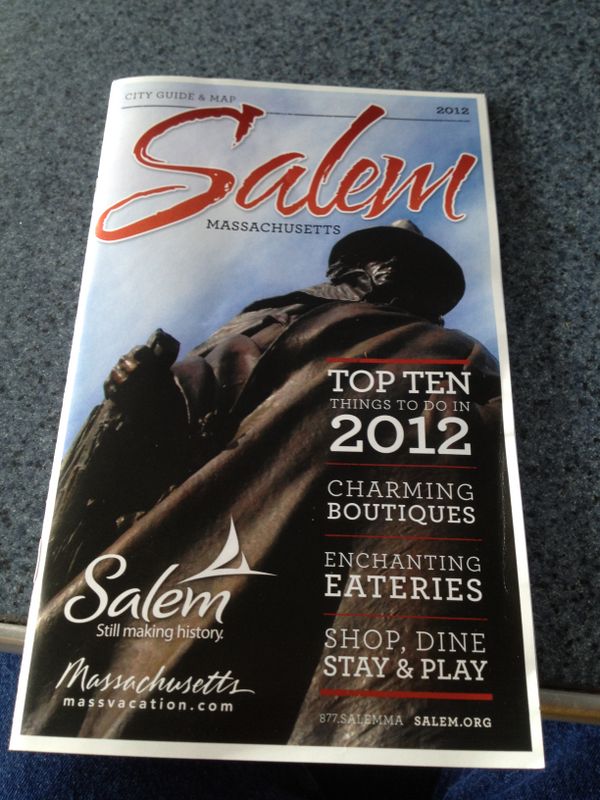 CITY GUIDE & MAP
2012
Salem
MASSACHUSETTS
TOP TEN
THINGS TO DO IN
2012
CHARMING
BOUTIQUES
ENCHANTING
EATERIES
SHOP, DINE
STAY & PLAY
877.SALEMMA SALEM.ORG
Salem
Still making history.
Massachusetts
massvacation.com